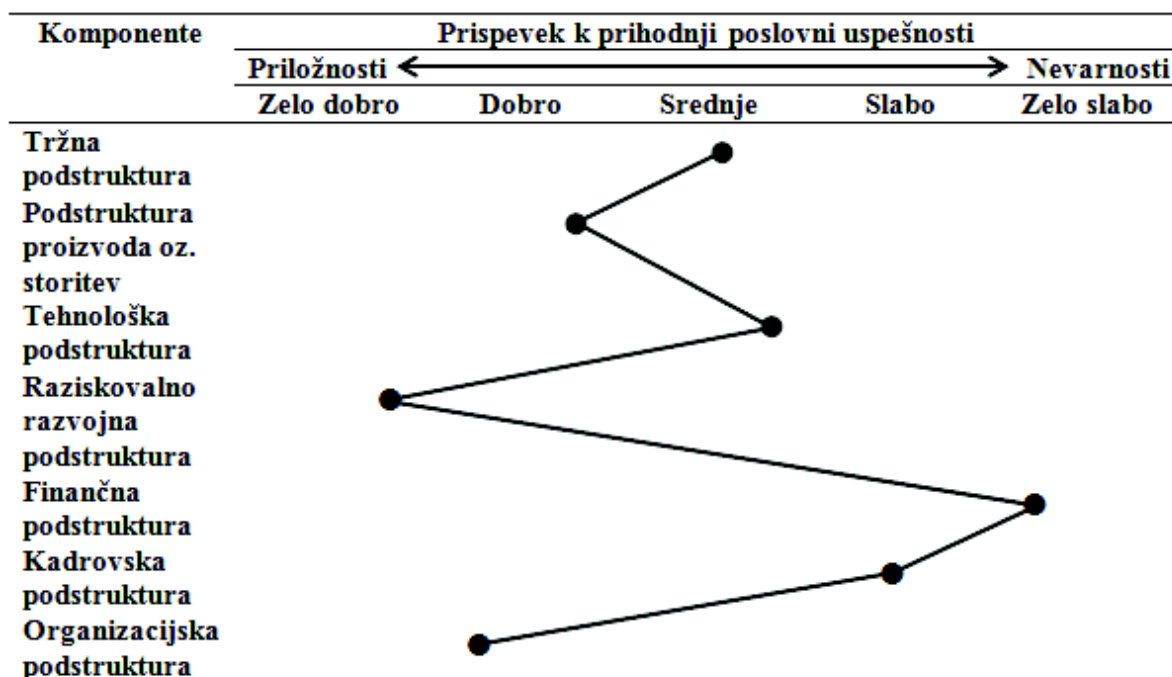 Komponente
Prispevek k prihodnji poslovni uspešnosti
Priložnosti
Nevarnosti
Zelo dobro
Dobro
Srednje
Slabo
Zelo slabo
Tržna
podstruktura
Podstruktura
proizvoda oz.
storitev
Tehnološka
podstruktura
Raziskovalno
razvojna
podstruktura
Finančna
podstruktura
Kadrovska
podstruktura
Organizacijska
podstruktura